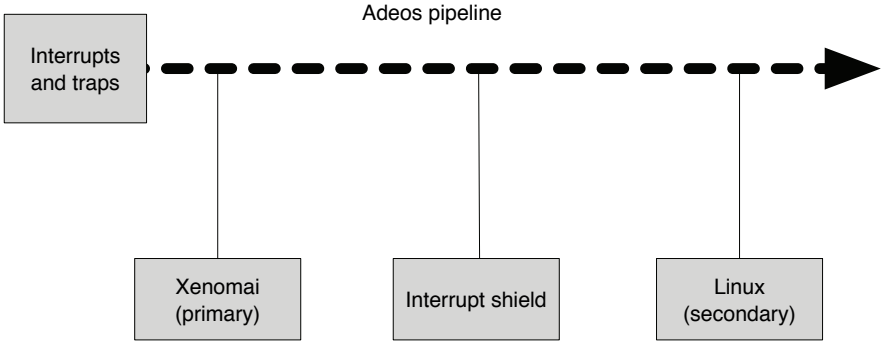 Adeos pipeline
Interrupts
and traps
Xenomai
(primary)
Interrupt shield
Linux
(secondary)